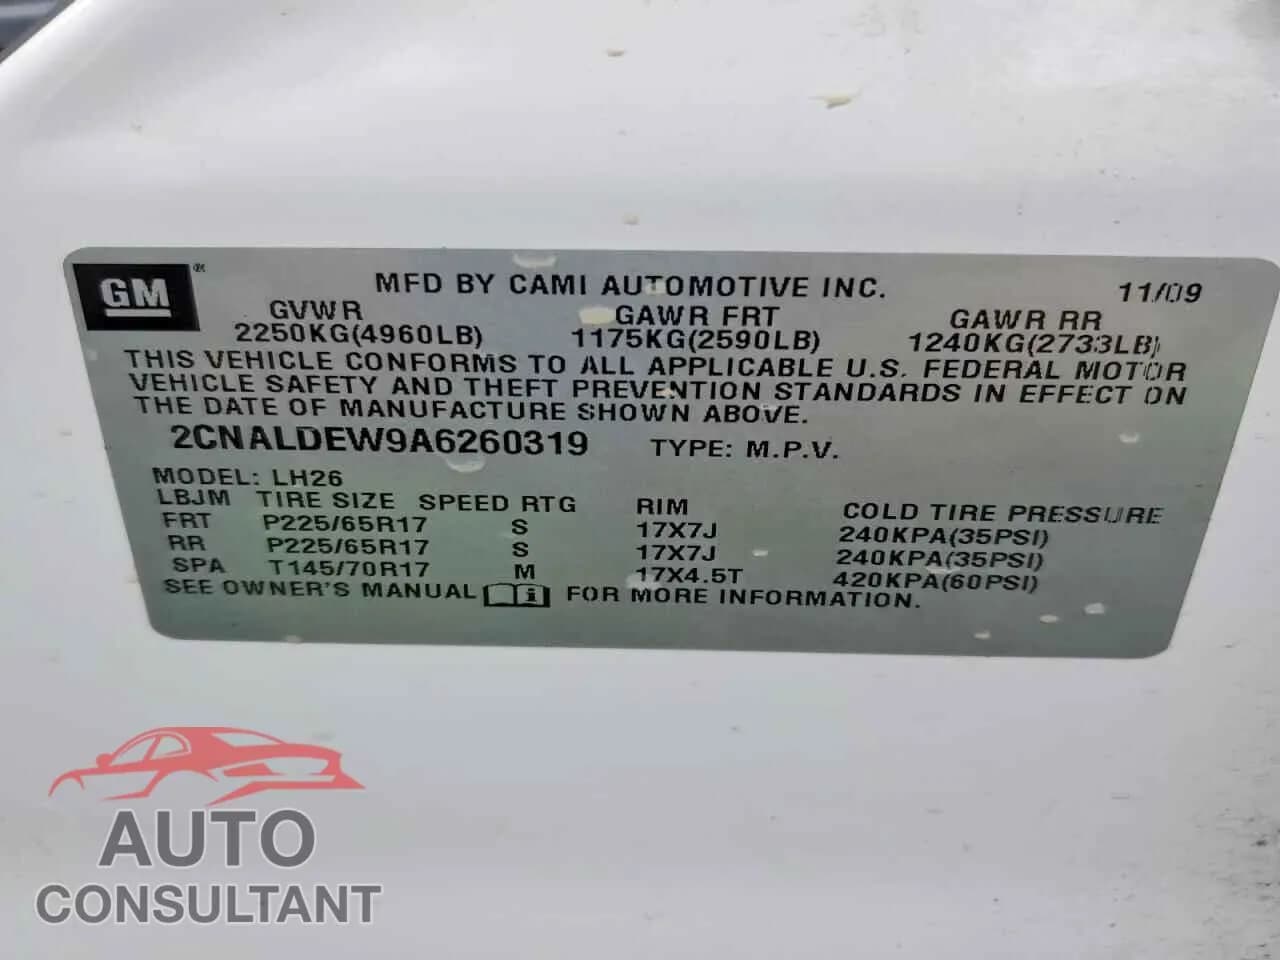 GM®
MFD BY CAMI AUTOMOTIVE INC. 11/09
GVWR GAWR FRT GAWR RR
2250KG(4960LB) 1175KG(2590LB) 1240KG(2733LB)
THIS VEHICLE CONFORMS TO ALL APPLICABLE U.S. FEDERAL MOTOR
VEHICLE SAFETY AND THEFT PREVENTION STANDARDS IN EFFECT ON
THE DATE OF MANUFACTURE SHOWN ABOVE.
2CNALDEW9A6260319 TYPE: M.P.V.
MODEL: LH26
LBJM TIRE SIZE SPEED RTG RIM COLD TIRE PRESSURE
FRT P225/65R17 S 17X7J 240KPA(35PSI)
RR P225/65R17 S 17X7J 240KPA(35PSI)
SPA T145/70R17 M 17X4.5T 420KPA(60PSI)
SEE OWNER'S MANUAL FOR MORE INFORMATION.
AUTO
CONSULTANT